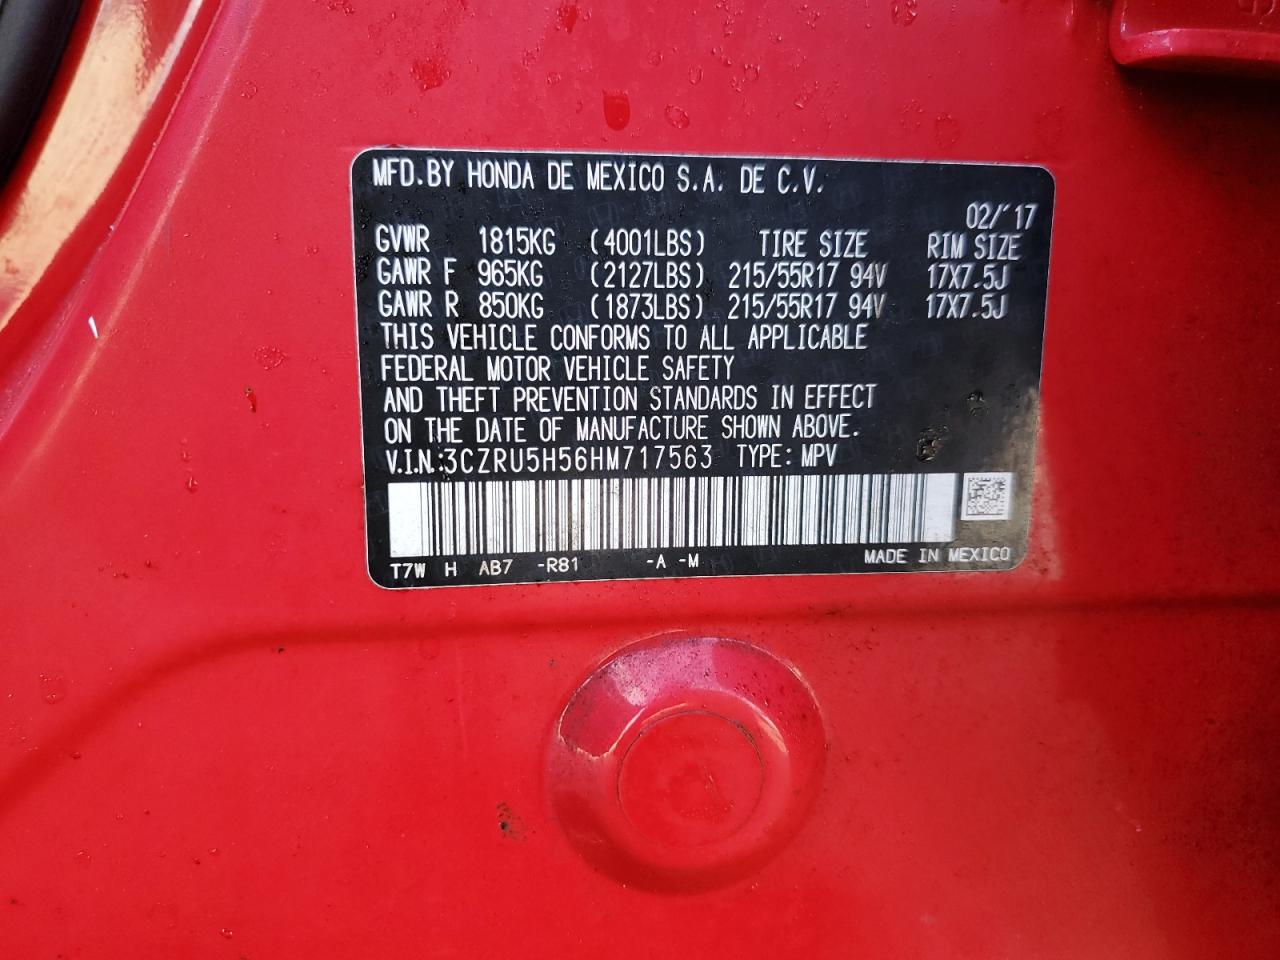 MFD.BY HONDA DE MEXICO S.A. DE C.V.
02/'17
GVWR 1815KG (4001LBS) TIRE SIZE RIM SIZE
GAWR F 965KG (2127LBS) 215/55R17 94V 17X7.5J
GAWR R 850KG (1873LBS) 215/55R17 94V 17X7.5J
THIS VEHICLE CONFORMS TO ALL APPLICABLE
FEDERAL MOTOR VEHICLE SAFETY
AND THEFT PREVENTION STANDARDS IN EFFECT
ON THE DATE OF MANUFACTURE SHOWN ABOVE.
V.I.N.:3CZRU5H56HM717563 TYPE: MPV
T7W H AB7 -R81 -A -M MADE IN MEXICO